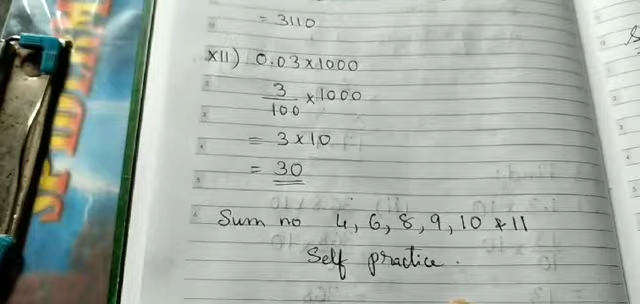 = 3110
XII) 0.03 x 1000
3/100 x 1000
= 3 x 10
= 30
Sum no 4, 6, 8, 9, 10 & 11
Self practice.